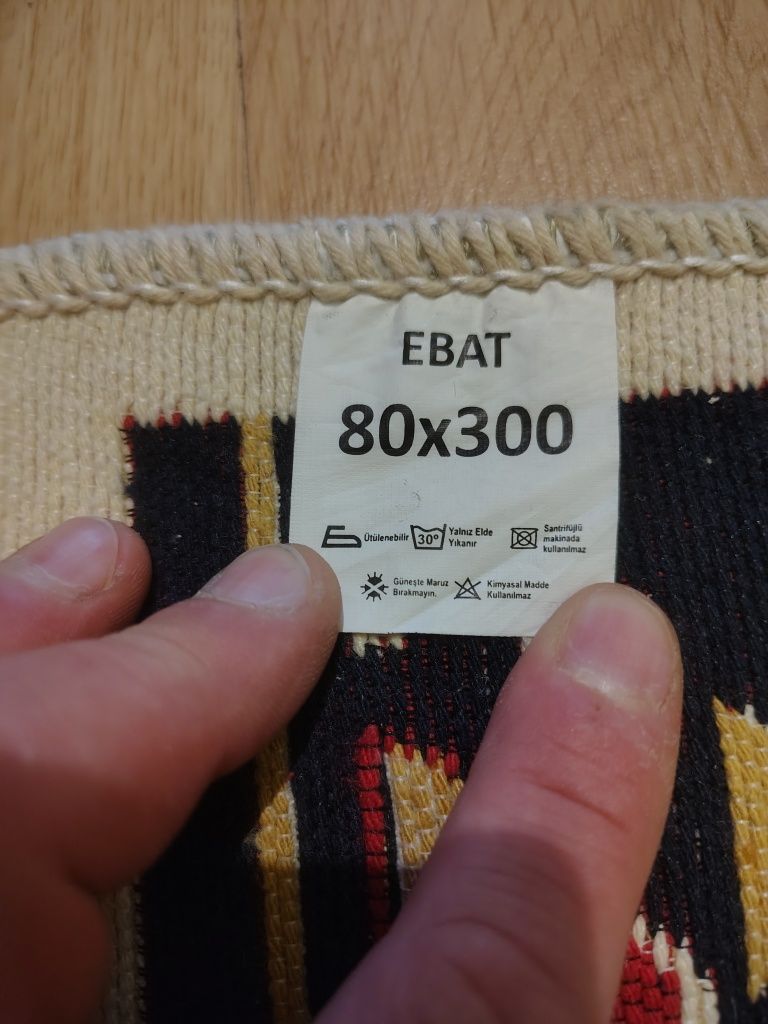 EBAT
80x300
Ütülenebilir
30°
Yalnız Elde
Yıkanır
Santrifüjlü
makinada
kullanılmaz
Güneşte Maruz
Bırakmayın.
Kimyasal Madde
Kullanılmaz